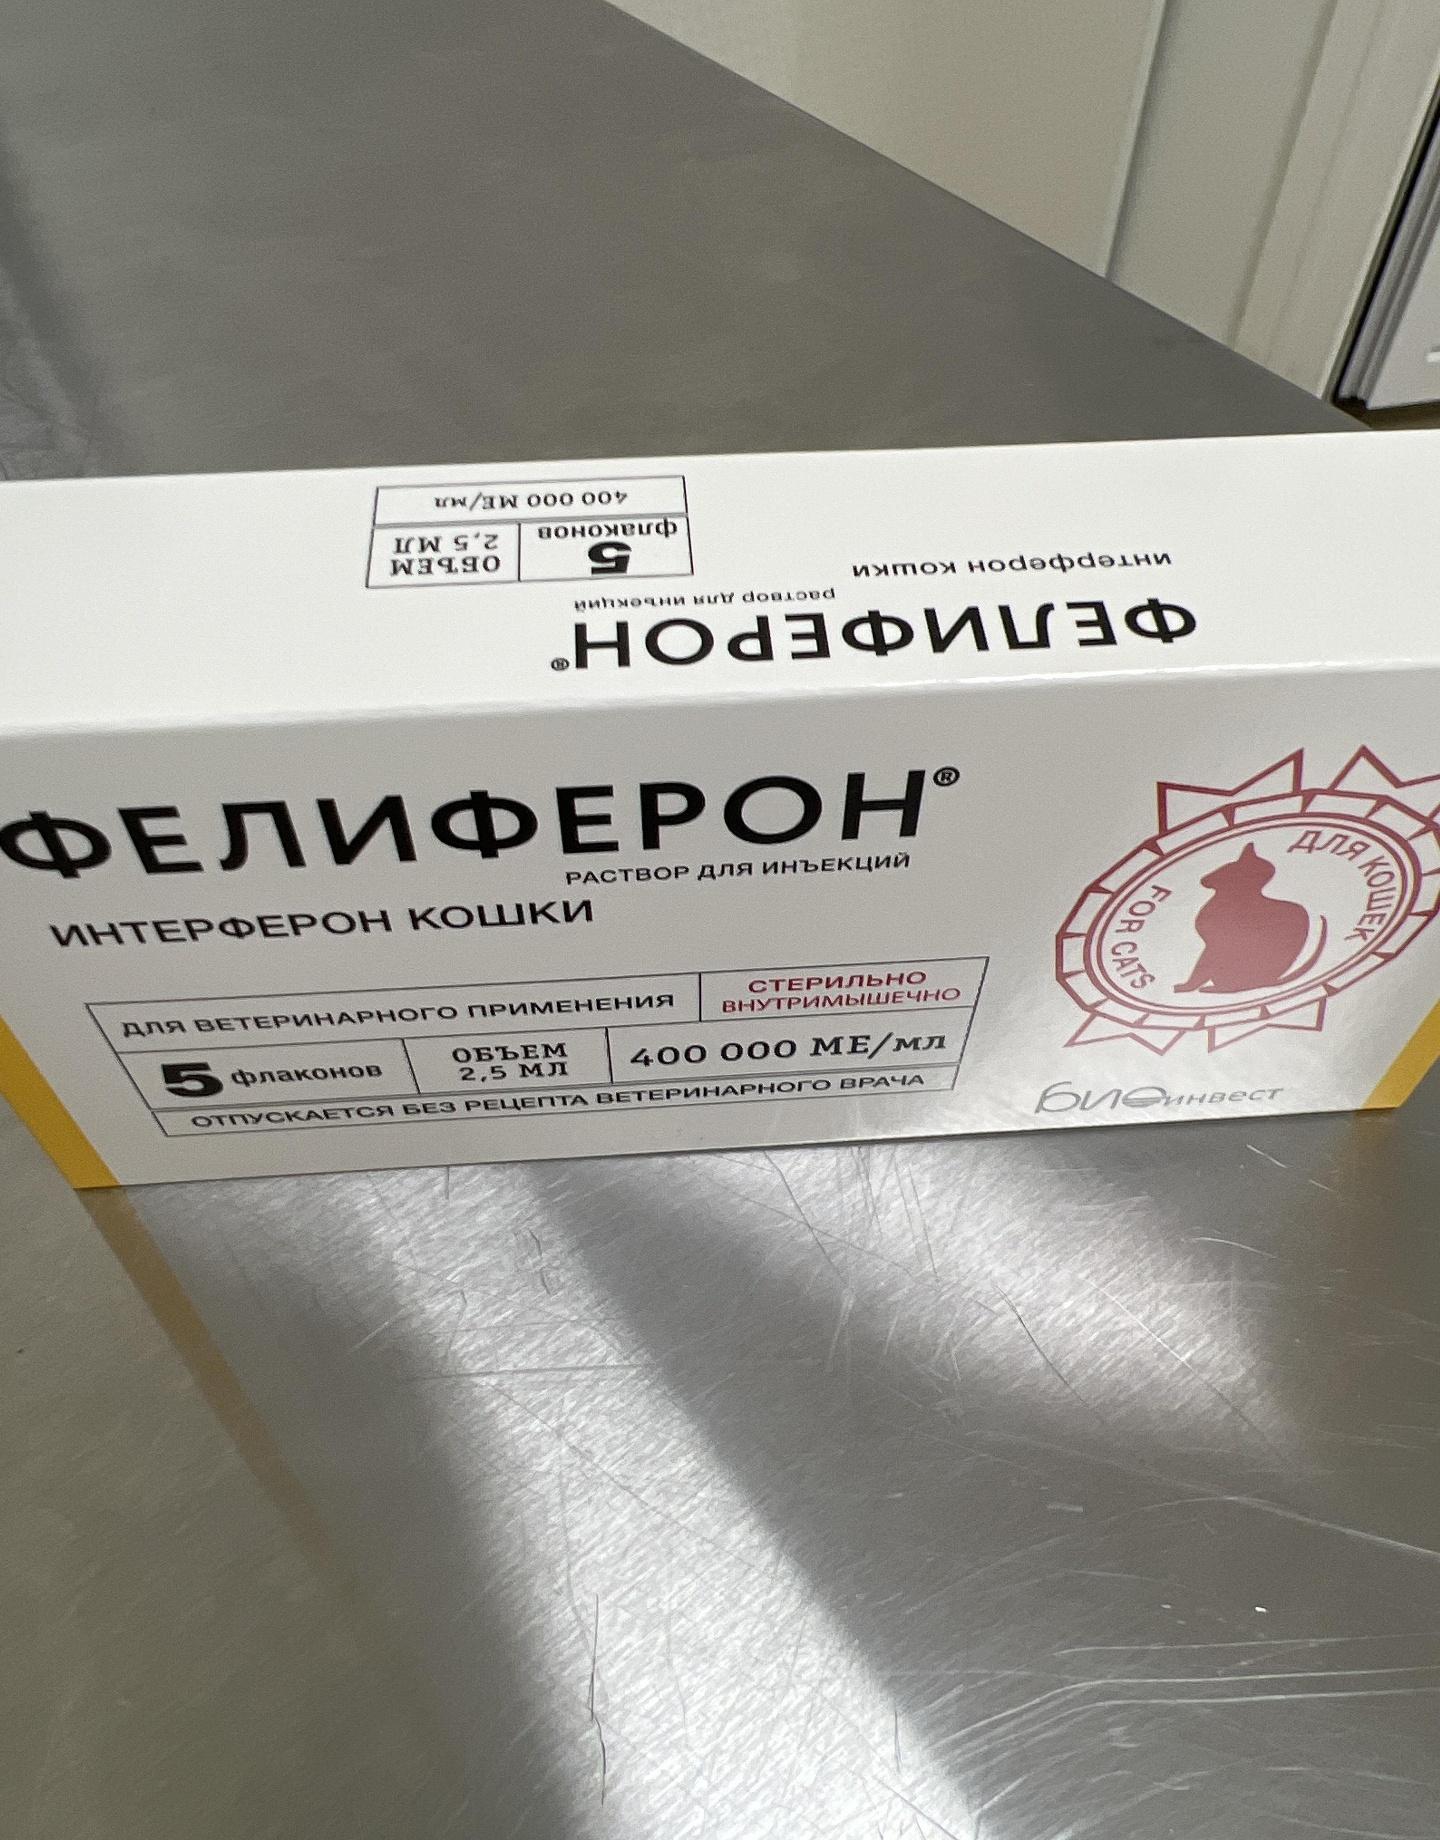 ФЕЛИФЕРОН®
раствор для инъекций
интерферон кошки
5
флаконов
ОБЪЕМ
2,5 МЛ
400 000 МЕ/мл
ФЕЛИФЕРОН®
РАСТВОР ДЛЯ ИНЪЕКЦИЙ
ИНТЕРФЕРОН КОШКИ
ДЛЯ ВЕТЕРИНАРНОГО ПРИМЕНЕНИЯ
СТЕРИЛЬНО
ВНУТРИМЫШЕЧНО
5 флаконов
ОБЪЕМ
2,5 МЛ
400 000 МЕ/мл
ОТПУСКАЕТСЯ БЕЗ РЕЦЕПТА ВЕТЕРИНАРНОГО ВРАЧА
ДЛЯ КОШЕК
FOR CATS
БИОинвест